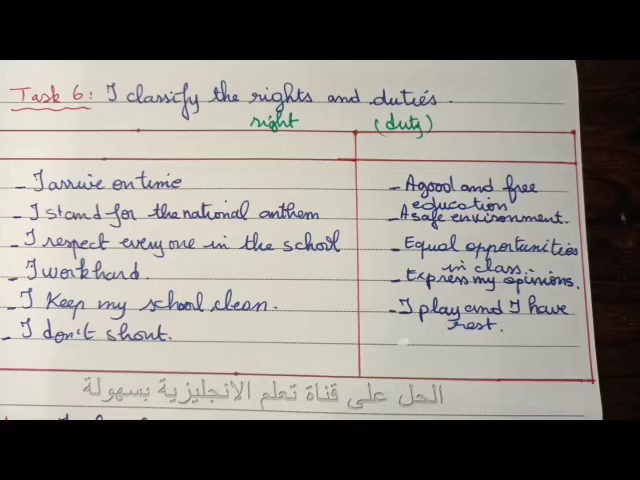 Task 6: I classify the rights and duties.
right (duty)
- I arrive on time
- I stand for the national anthem
- I respect everyone in the school
- I work hard.
- I Keep my school clean.
- I don't shout.
- A good and free
education
- A safe environment.
- Equal opportunities
in class.
- Express my opinions.
- I play and I have
rest.
الحل على قناة تعلم الانجليزية بسهولة